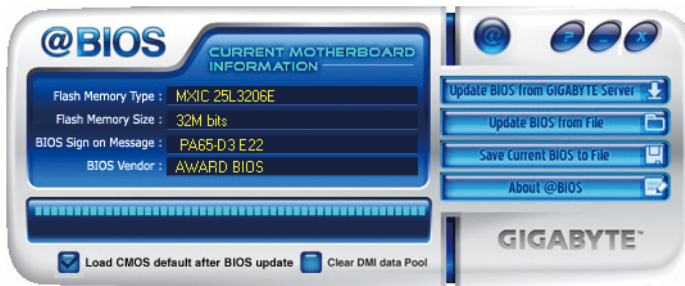 @BIOS
CURRENT MOTHERBOARD
INFORMATION
Flash Memory Type : MXIC 25L3206E
Flash Memory Size : 32M bits
BIOS Sign on Message : PA65-D3 E22
BIOS Vendor : AWARD BIOS
Load CMOS default after BIOS update
Clear DMI data Pool
@
? – X
Update BIOS from GIGABYTE Server
Update BIOS from File
Save Current BIOS to File
About @BIOS
GIGABYTE™